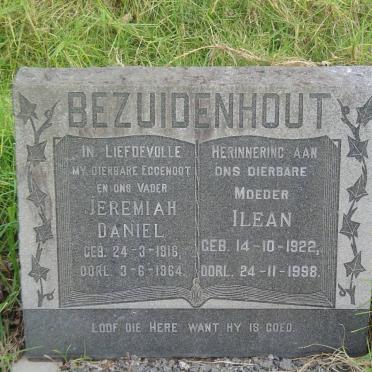 BEZUIDENHOUT
IN LIEFDEVOLLE
MY DIERBARE EGGENOOT
EN ONS VADER
JEREMIAH
DANIEL
GEB. 24-3-1916,
OORL. 3-6-1964.
HERINNERING AAN
ONS DIERBARE
MOEDER
ILEAN
GEB. 14-10-1922,
OORL. 24-11-1998.
LOOF DIE HERE WANT HY IS GOED.